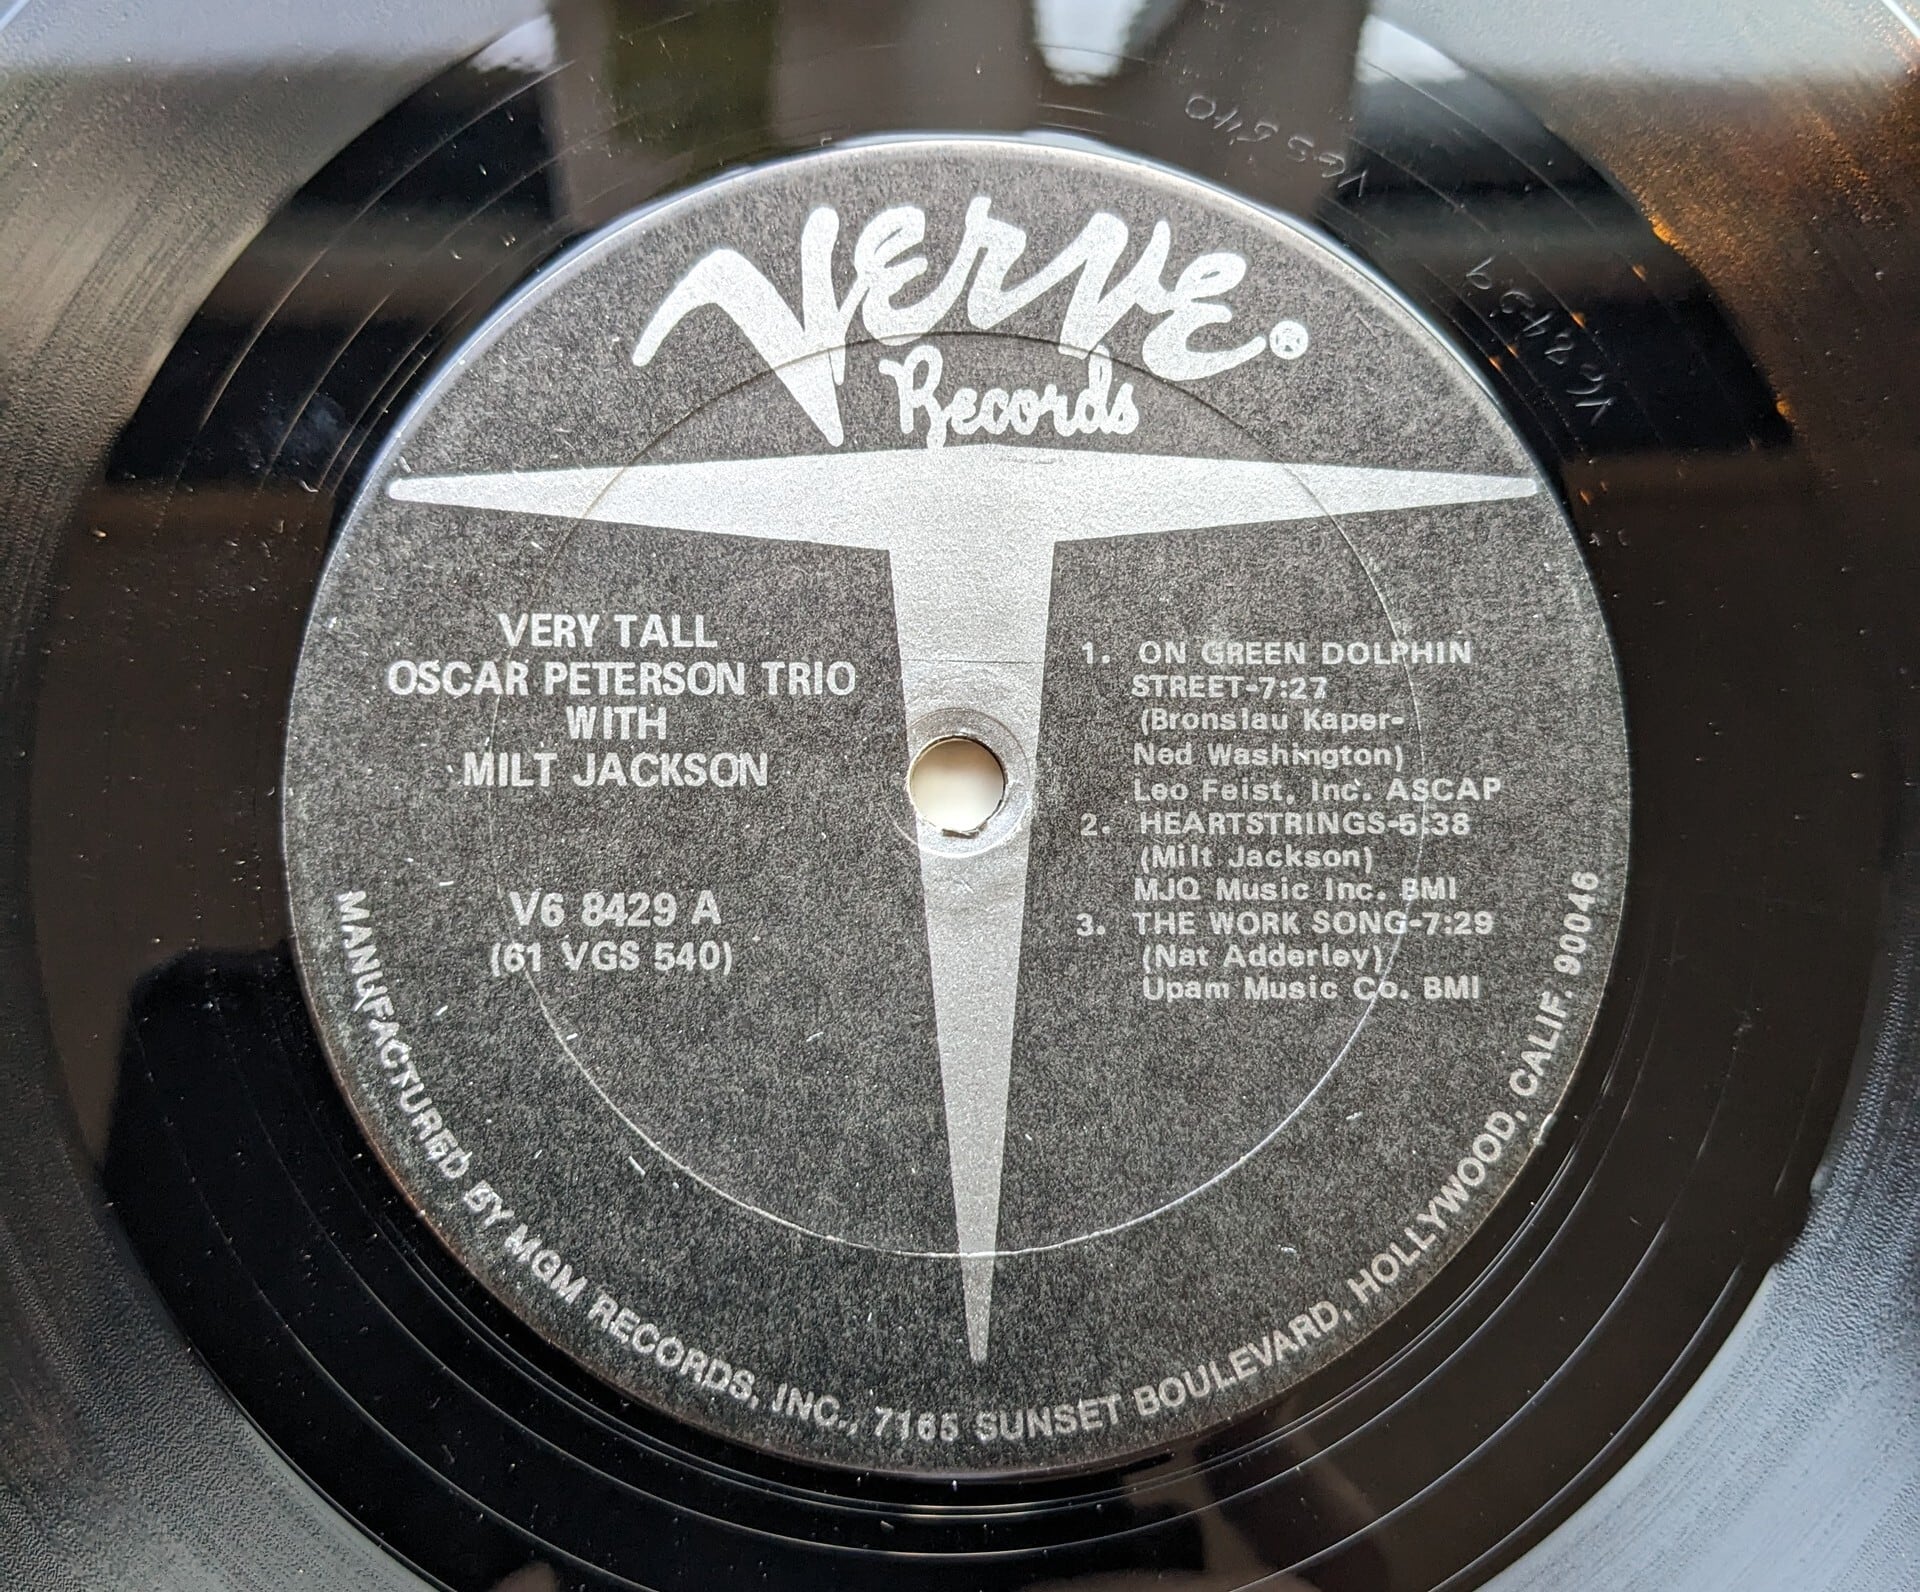 Verve®
Records
VERY TALL
OSCAR PETERSON TRIO
WITH
MILT JACKSON
V6 8429 A
(61 VGS 540)
1. ON GREEN DOLPHIN
STREET-7:27
(Bronslau Kaper-
Ned Washington)
Leo Feist, Inc. ASCAP
2. HEARTSTRINGS-5:38
(Milt Jackson)
MJQ Music Inc. BMI
3. THE WORK SONG-7:29
(Nat Adderley)
Upam Music Co. BMI
MANUFACTURED BY MGM RECORDS, INC., 7165 SUNSET BOULEVARD, HOLLYWOOD, CALIF. 90046